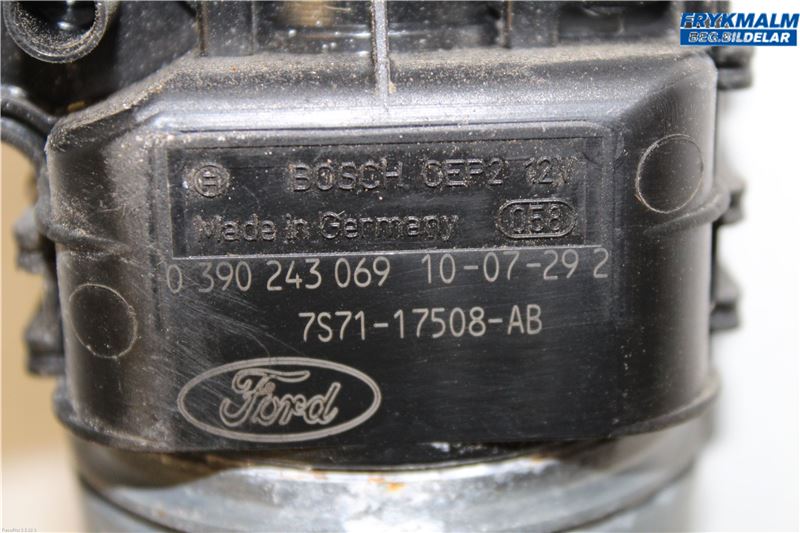 FRYKMALM
BEG.BILDELAR
BOSCH CEP2 12V
Made in Germany 058
0 390 243 069 10-07-29 2
7S71-17508-AB
Ford